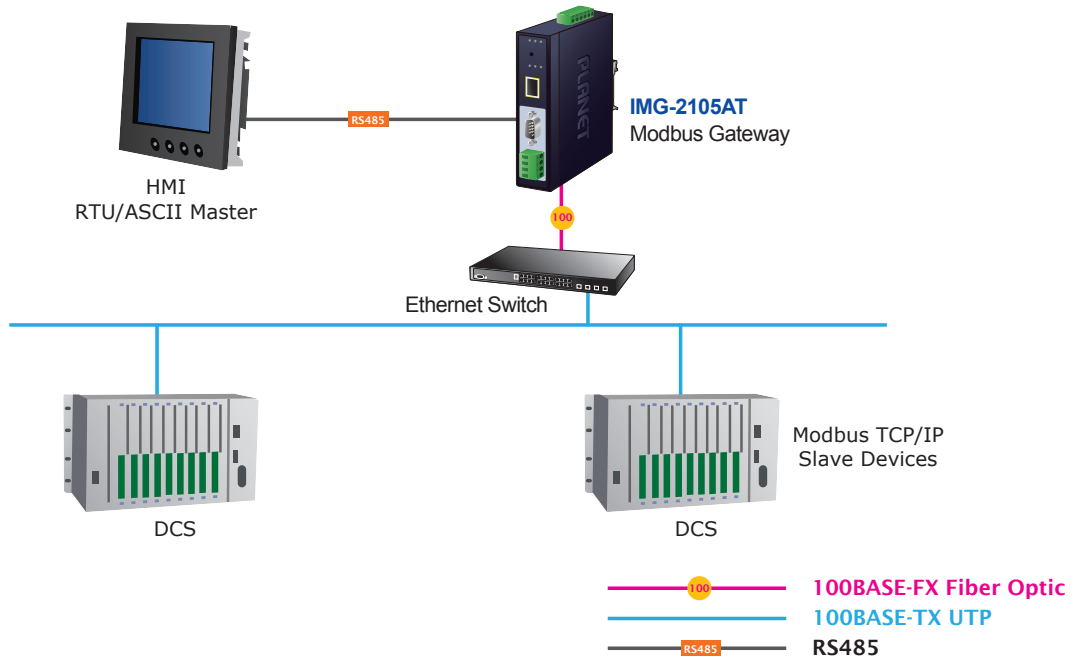 RS485
PLANET
IMG-2105AT
Modbus Gateway
HMI
RTU/ASCII Master
100
Ethernet Switch
Modbus TCP/IP
Slave Devices
DCS
DCS
100
100BASE-FX Fiber Optic
100BASE-TX UTP
RS485
RS485